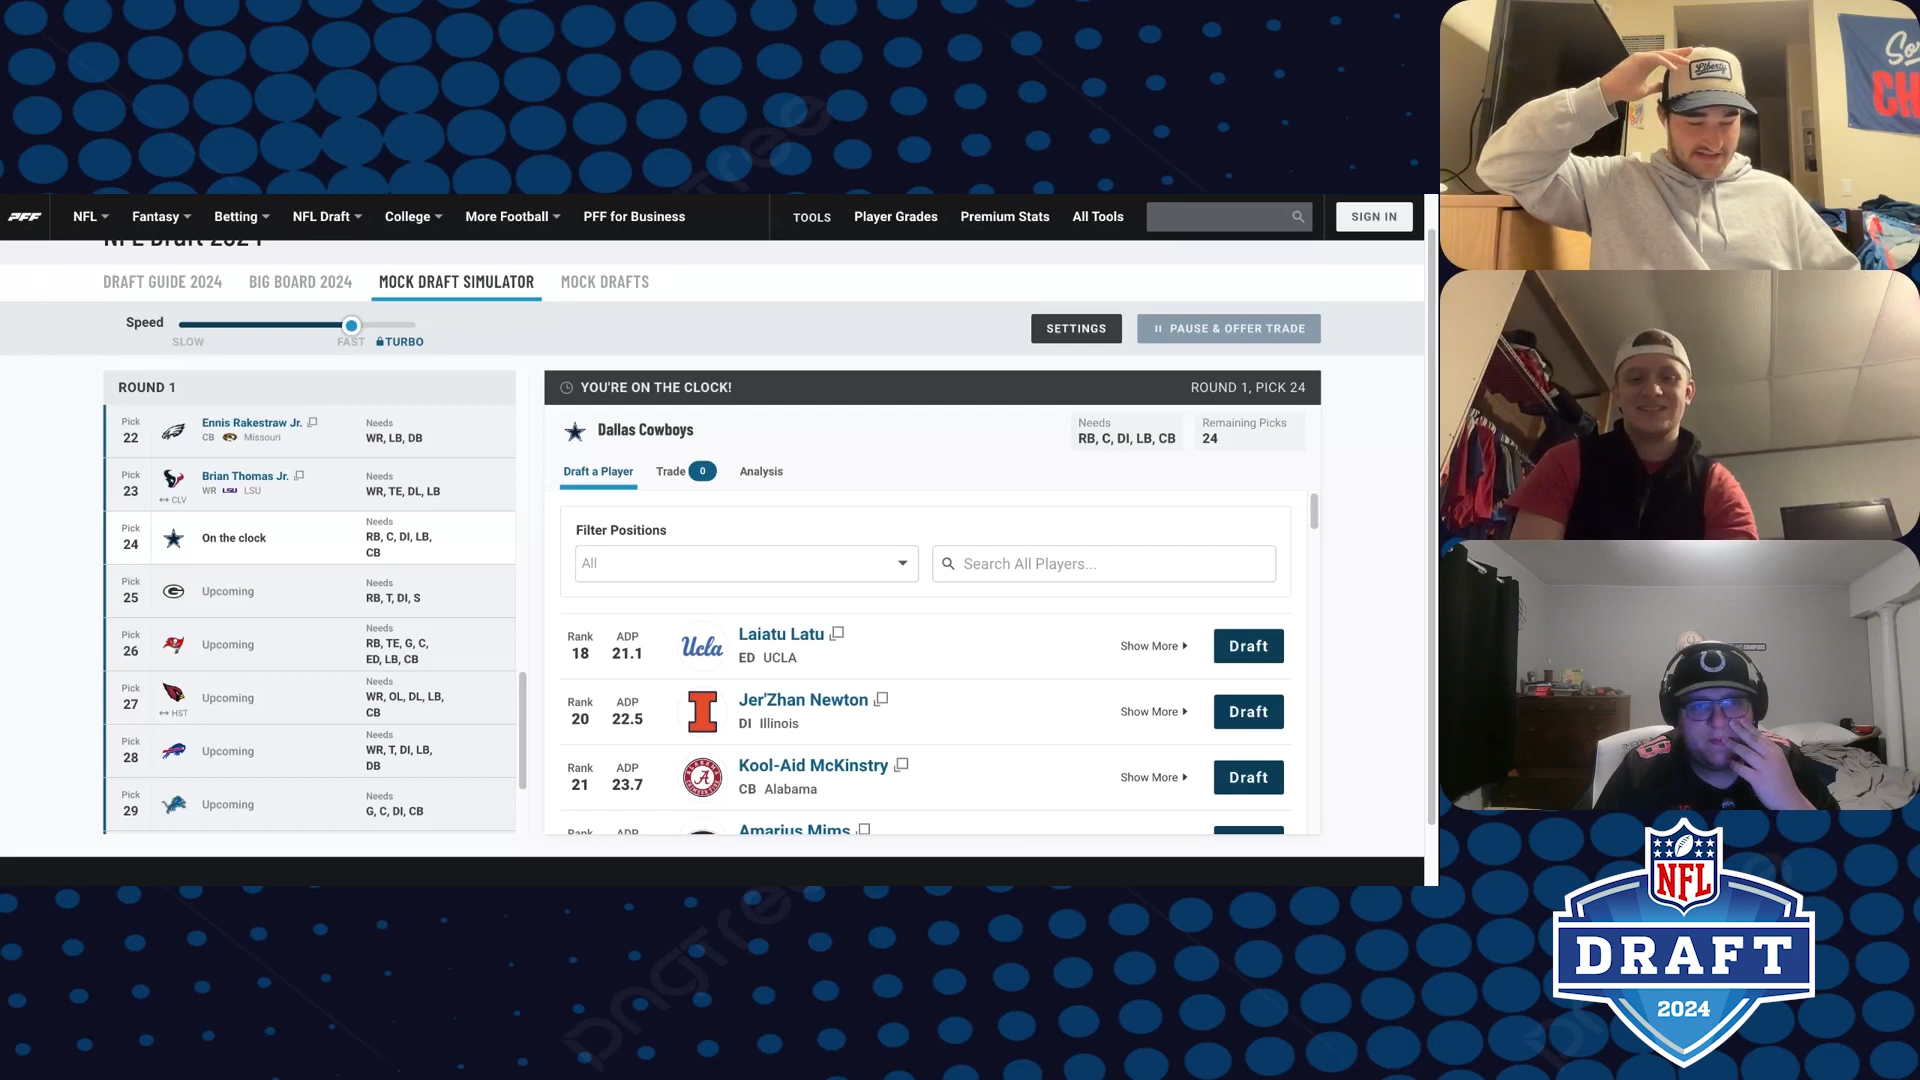 PFF
NFL
Fantasy
Betting
NFL Draft
College
More Football
PFF for Business
TOOLS
Player Grades
Premium Stats
All Tools
SIGN IN
NFL Draft 2024
DRAFT GUIDE 2024
BIG BOARD 2024
MOCK DRAFT SIMULATOR
MOCK DRAFTS
Speed
SLOW
FAST
TURBO
SETTINGS
PAUSE & OFFER TRADE
ROUND 1
Pick
22
Ennis Rakestraw Jr.
CB Missouri
Needs
WR, LB, DB
Pick
23
↔ CLV
Brian Thomas Jr.
WR LSU LSU
Needs
WR, TE, DL, LB
Pick
24
On the clock
Needs
RB, C, DI, LB,
CB
Pick
25
Upcoming
Needs
RB, T, DI, S
Pick
26
Upcoming
Needs
RB, TE, G, C,
ED, LB, CB
Pick
27
↔ HST
Upcoming
Needs
WR, OL, DL, LB,
CB
Pick
28
Upcoming
Needs
WR, T, DI, LB,
DB
Pick
29
Upcoming
Needs
G, C, DI, CB
YOU'RE ON THE CLOCK!
ROUND 1, PICK 24
Dallas Cowboys
Needs
RB, C, DI, LB, CB
Remaining Picks
24
Draft a Player
Trade 0
Analysis
Filter Positions
All
Search All Players...
Rank
18
ADP
21.1
Ucla
Laiatu Latu
ED UCLA
Show More
Draft
Rank
20
ADP
22.5
Jer'Zhan Newton
DI Illinois
Show More
Draft
Rank
21
ADP
23.7
Kool-Aid McKinstry
CB Alabama
Show More
Draft
Rank
ADP
Amarius Mims
Liberty
NFL
DRAFT
2024
pngtree